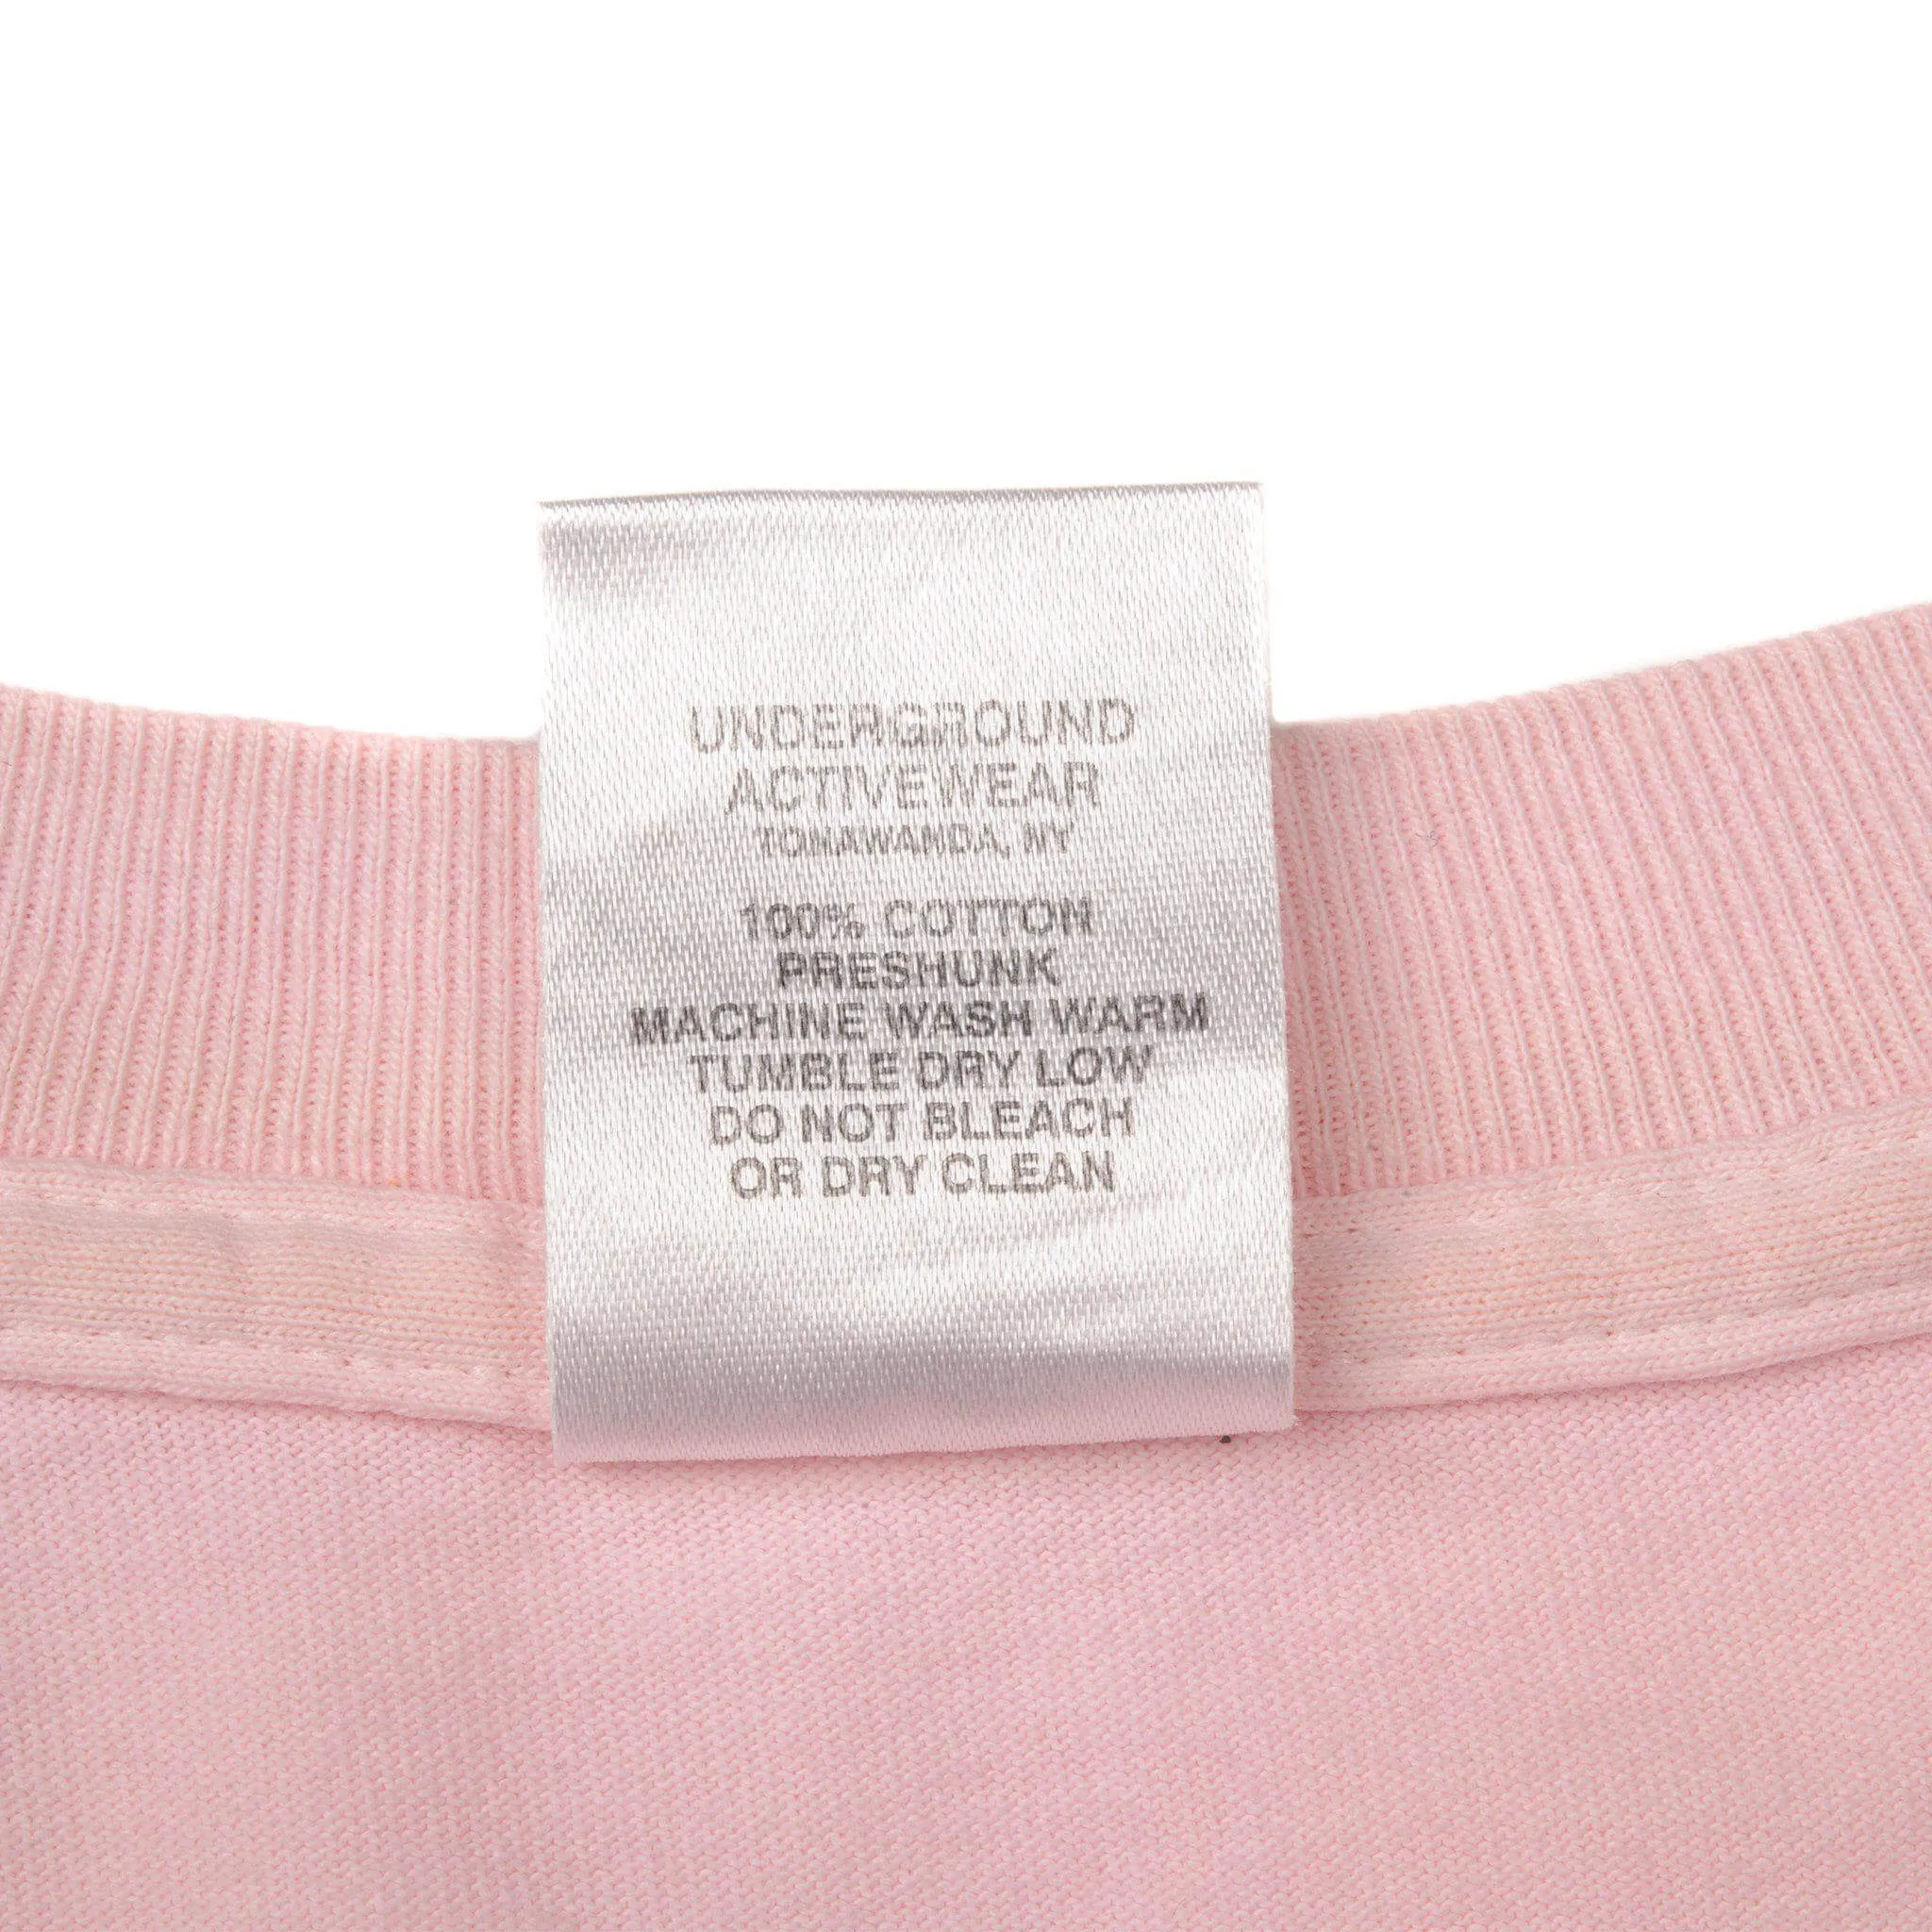 UNDERGROUND
ACTIVEWEAR
TONAWANDA, NY
100% COTTON
PRESHUNK
MACHINE WASH WARM
TUMBLE DRY LOW
DO NOT BLEACH
OR DRY CLEAN